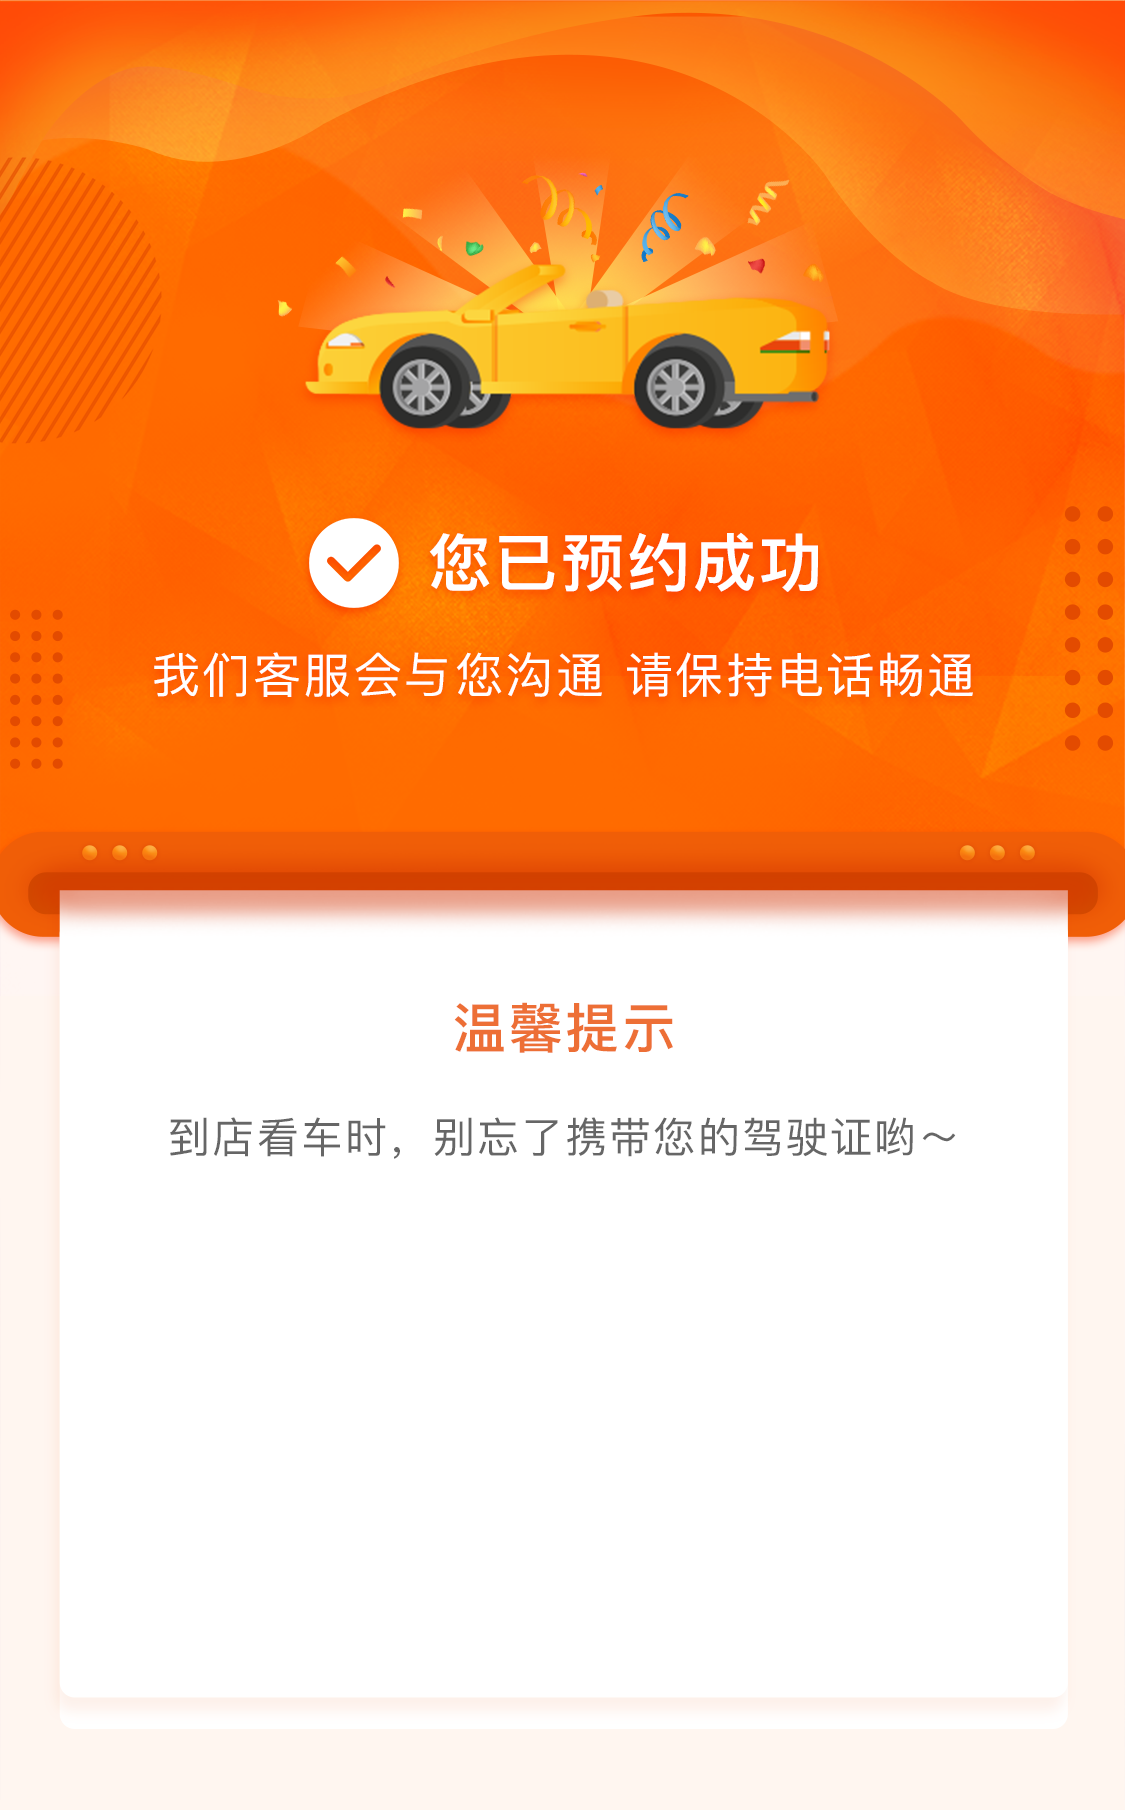 您已预约成功
我们客服会与您沟通 请保持电话畅通
温馨提示
到店看车时，别忘了携带您的驾驶证哟～